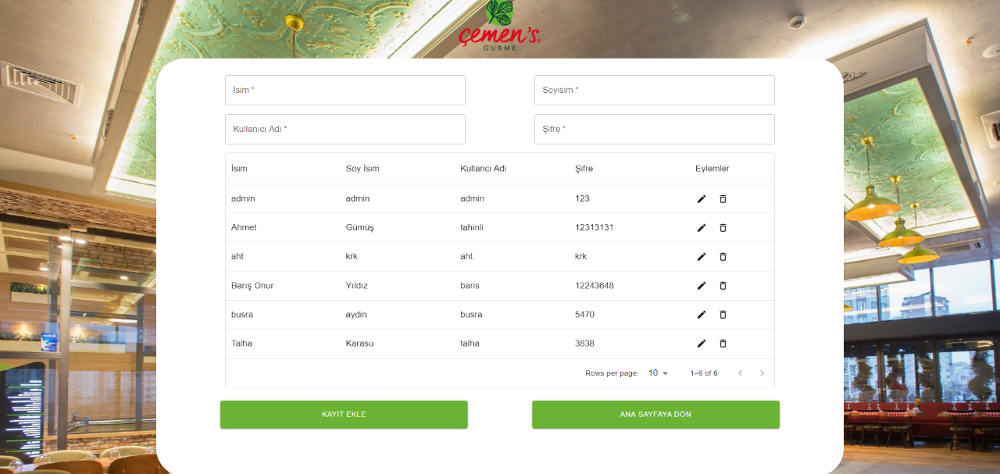 çemen's
GURME
İsim *
Soyisim *
Kullanıcı Adı *
Şifre *
İsim Soy İsim Kullancı Adı Şifre Eylemler
admin admin admin 123
Ahmet Gümüş tahinli 12313131
aht krk aht krk
Barış Onur Yıldız baris 12243648
busra aydin busra 5470
Talha Karasu talha 3838
Rows per page: 10 1–6 of 6
KAYIT EKLE
ANA SAYFAYA DÖN